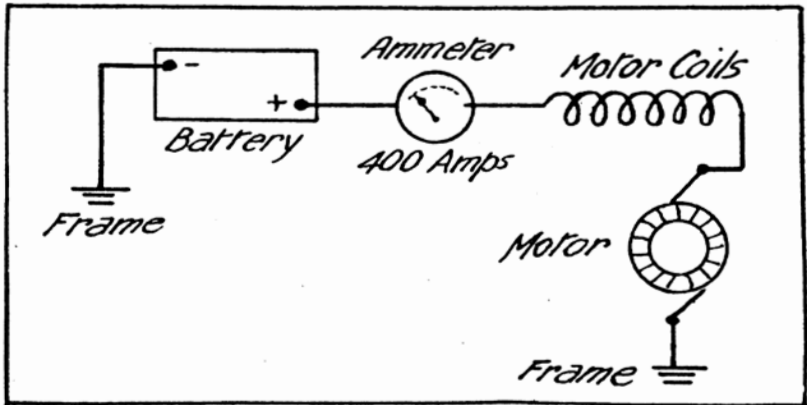 Ammeter
Motor Coils
-
+
Battery
400 Amps
Frame
Motor
Frame